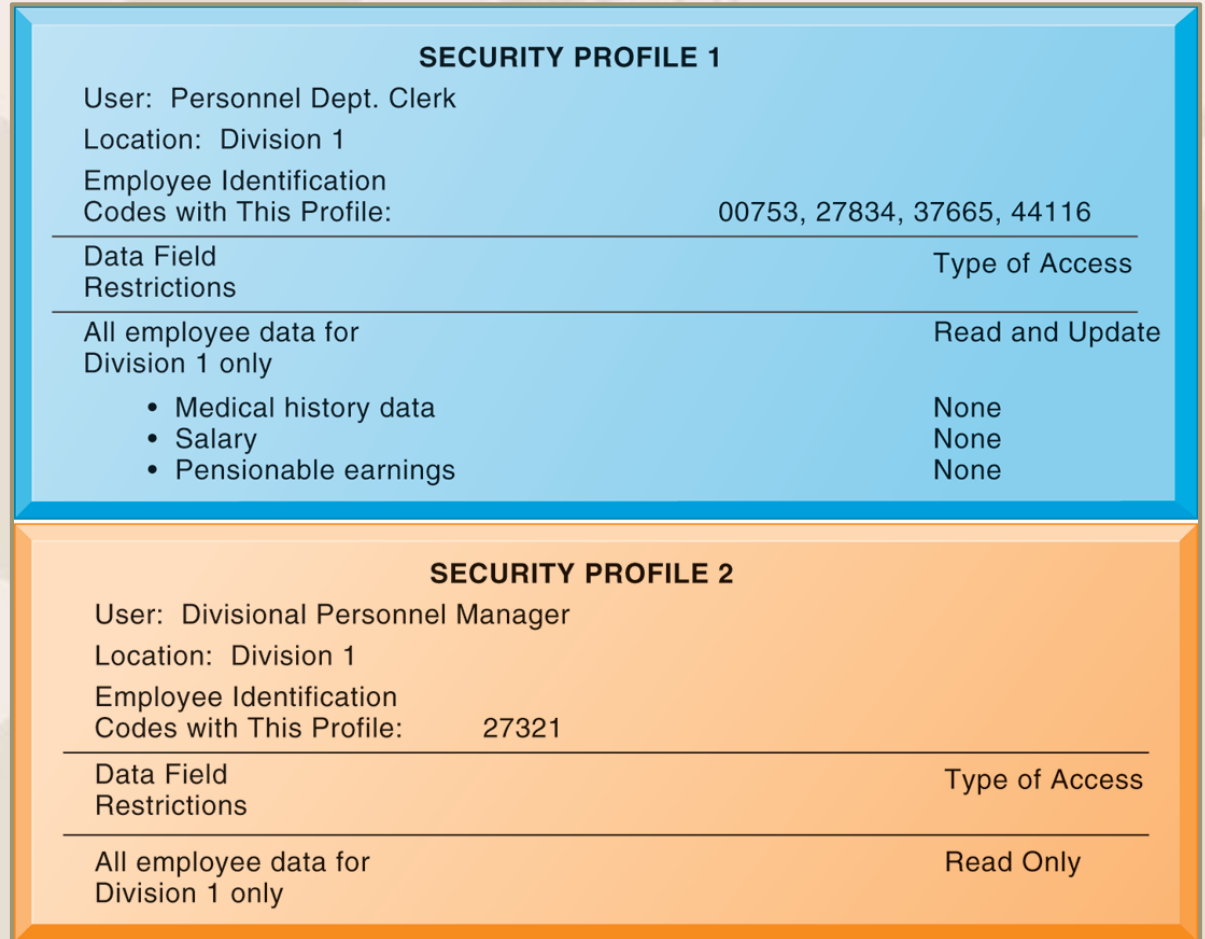 SECURITY PROFILE 1
User: Personnel Dept. Clerk
Location: Division 1
Employee Identification
Codes with This Profile: 00753, 27834, 37665, 44116
Data Field
Restrictions
Type of Access
All employee data for
Division 1 only
Read and Update
• Medical history data None
• Salary None
• Pensionable earnings None
SECURITY PROFILE 2
User: Divisional Personnel Manager
Location: Division 1
Employee Identification
Codes with This Profile: 27321
Data Field
Restrictions
Type of Access
All employee data for
Division 1 only
Read Only